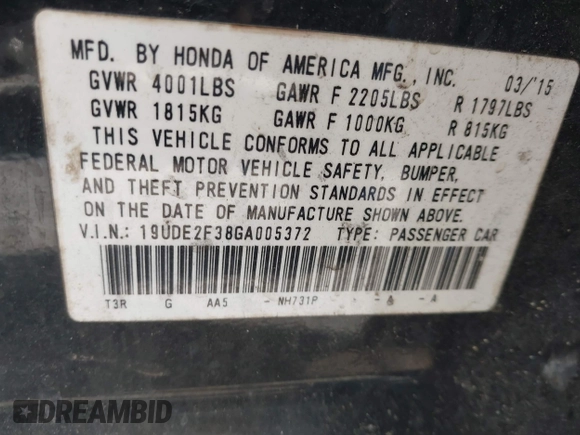 MFD. BY HONDA OF AMERICA MFG., INC. 03/'15
GVWR 4001LBS GAWR F 2205LBS R 1797LBS
GVWR 1815KG GAWR F 1000KG R 815KG
THIS VEHICLE CONFORMS TO ALL APPLICABLE
FEDERAL MOTOR VEHICLE SAFETY, BUMPER,
AND THEFT PREVENTION STANDARDS IN EFFECT
ON THE DATE OF MANUFACTURE SHOWN ABOVE.
V.I.N.: 19UDE2F38GA005372 TYPE: PASSENGER CAR
T3R G AA5 - NH731P - A - A
DREAMBID